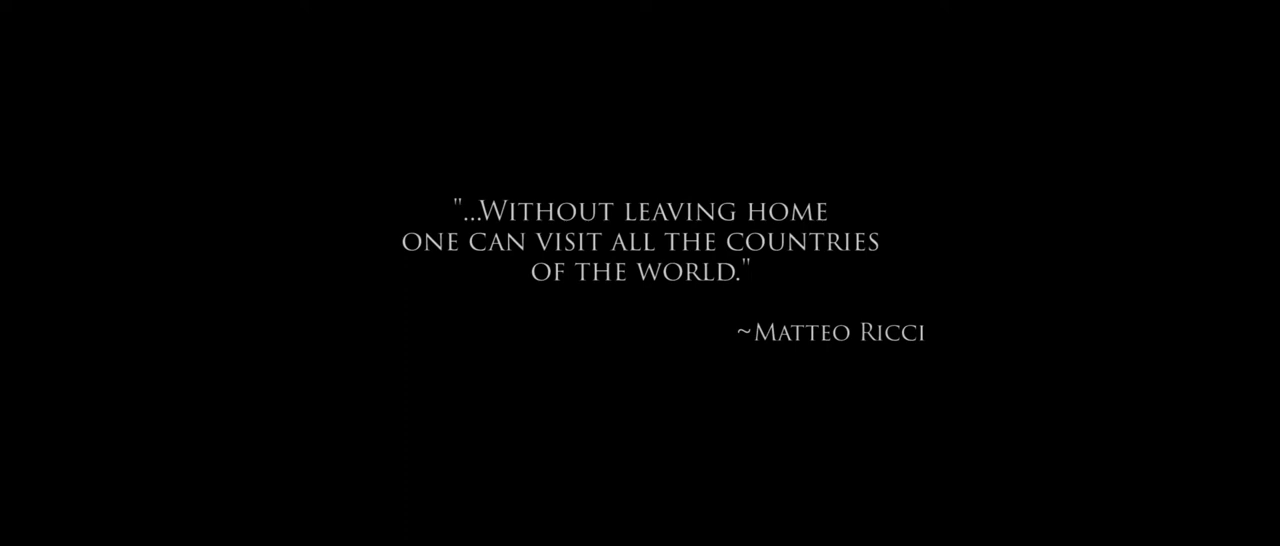 "...Without leaving home
one can visit all the countries
of the world."
~Matteo Ricci